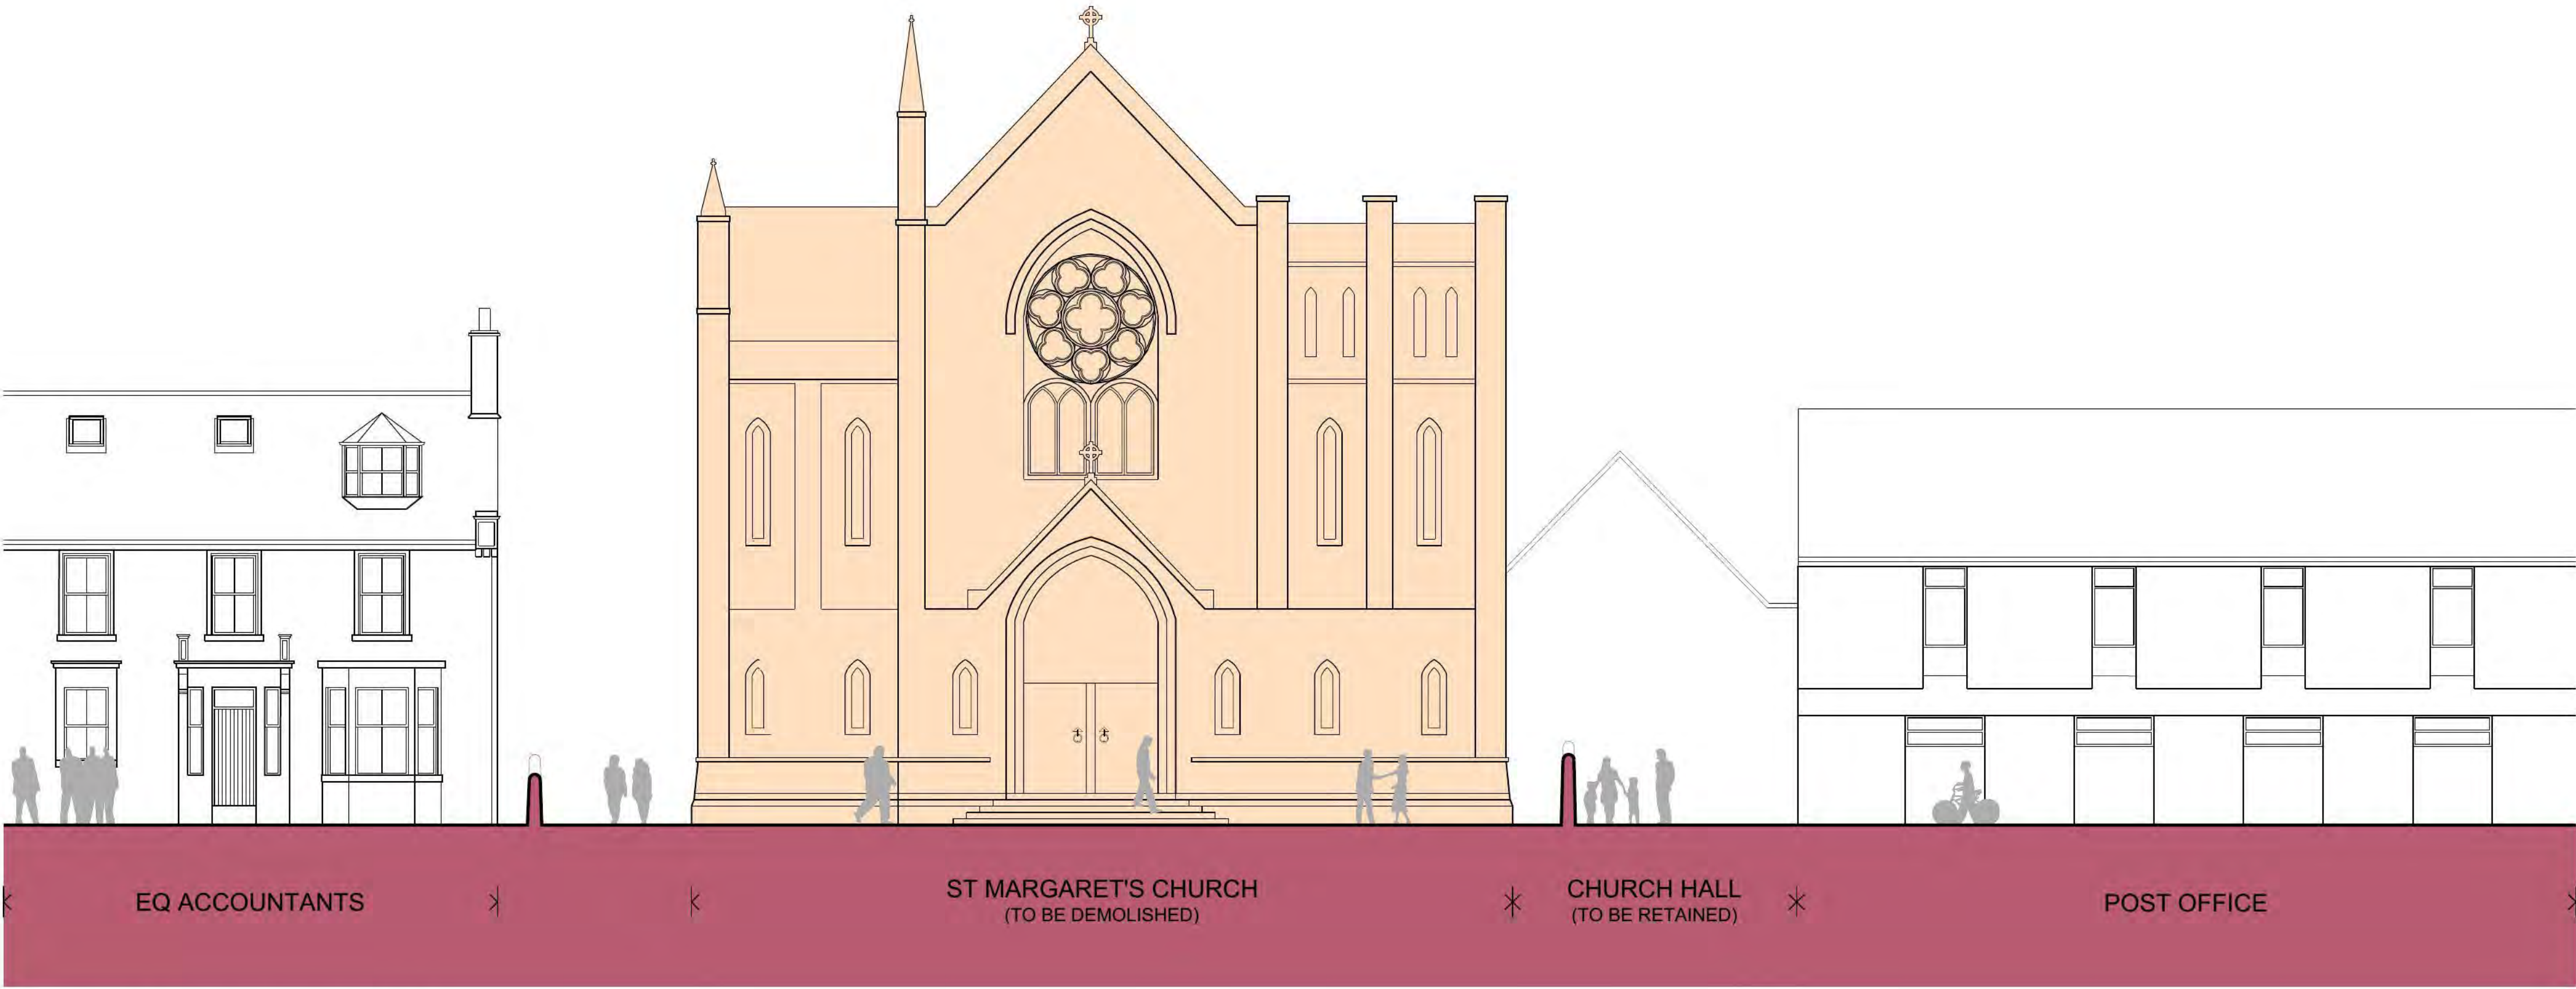 EQ ACCOUNTANTS
ST MARGARET'S CHURCH
(TO BE DEMOLISHED)
CHURCH HALL
(TO BE RETAINED)
POST OFFICE